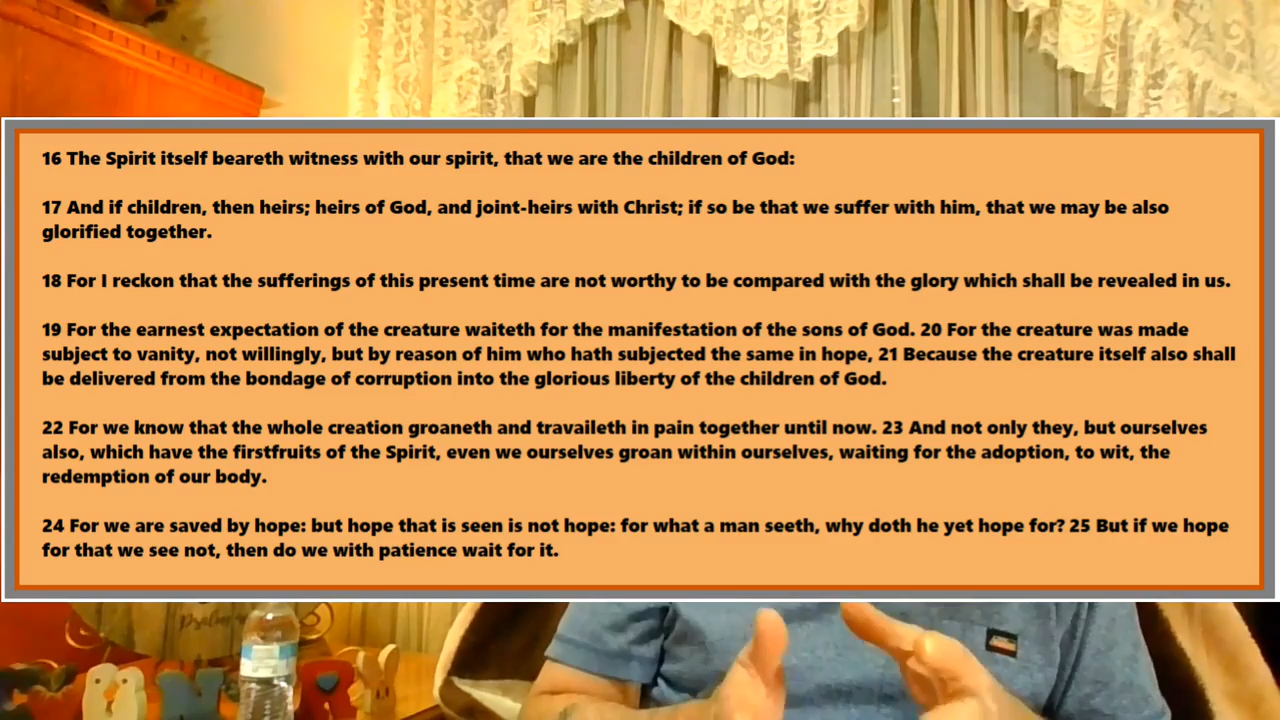 16 The Spirit itself beareth witness with our spirit, that we are the children of God:
17 And if children, then heirs; heirs of God, and joint-heirs with Christ; if so be that we suffer with him, that we may be also
glorified together.
18 For I reckon that the sufferings of this present time are not worthy to be compared with the glory which shall be revealed in us.
19 For the earnest expectation of the creature waiteth for the manifestation of the sons of God. 20 For the creature was made
subject to vanity, not willingly, but by reason of him who hath subjected the same in hope, 21 Because the creature itself also shall
be delivered from the bondage of corruption into the glorious liberty of the children of God.
22 For we know that the whole creation groaneth and travaileth in pain together until now. 23 And not only they, but ourselves
also, which have the firstfruits of the Spirit, even we ourselves groan within ourselves, waiting for the adoption, to wit, the
redemption of our body.
24 For we are saved by hope: but hope that is seen is not hope: for what a man seeth, why doth he yet hope for? 25 But if we hope
for that we see not, then do we with patience wait for it.